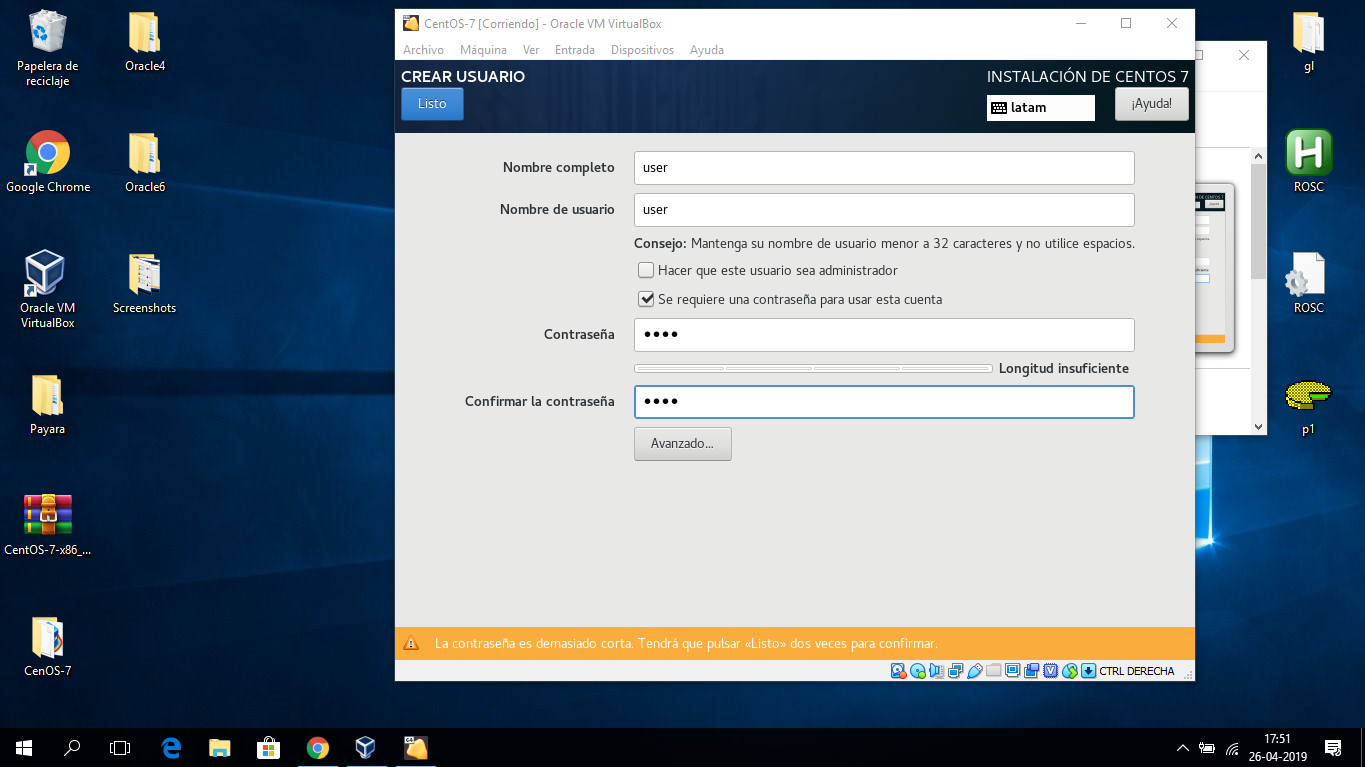 Papelera de
reciclaje
Oracle4
Google Chrome
Oracle6
Oracle VM
VirtualBox
Screenshots
Payara
CentOS-7-x86_...
CenOS-7
CentOS-7 [Corriendo] - Oracle VM VirtualBox
Archivo Máquina Ver Entrada Dispositivos Ayuda
CREAR USUARIO
INSTALACIÓN DE CENTOS 7
Listo
latam
¡Ayuda!
Nombre completo
user
Nombre de usuario
user
Consejo: Mantenga su nombre de usuario menor a 32 caracteres y no utilice espacios.
Hacer que este usuario sea administrador
Se requiere una contraseña para usar esta cuenta
Contraseña
••••
Longitud insuficiente
Confirmar la contraseña
••••
Avanzado...
La contraseña es demasiado corta. Tendrá que pulsar «Listo» dos veces para confirmar.
CTRL DERECHA
gl
H
ROSC
ROSC
p1
17:51
26-04-2019